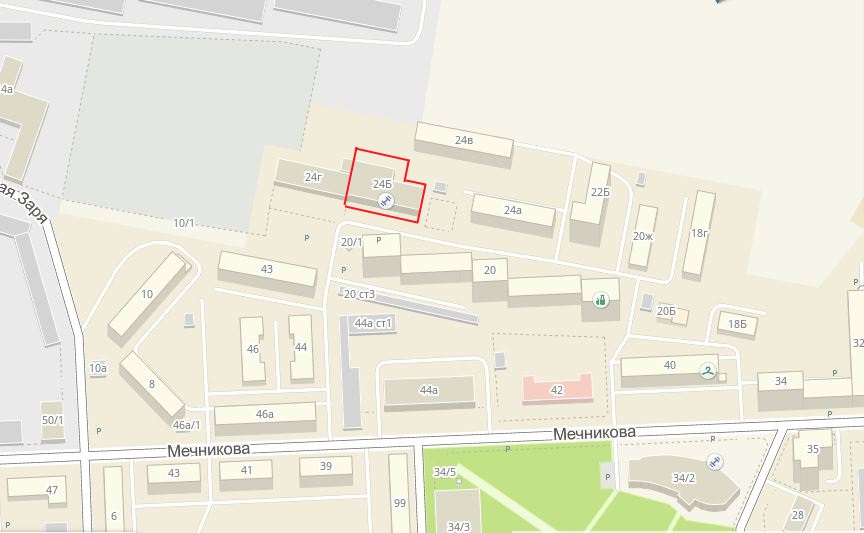 4а
24в
24г
24Б
22Б
24а
ая Заря
10/1
Р
20/1
Р
20ж
18г
Р
43
20
Р
10
20 ст3
20Б
18Б
44а ст1
46
44
32
10а
8
40
34
Р
44а
42
50/1
46а/1
46а
Р
Р
Мечникова
Мечникова
Р
Р
35
43
41
39
34/5
Р
34/2
47
99
6
34/3
28
Р
Р